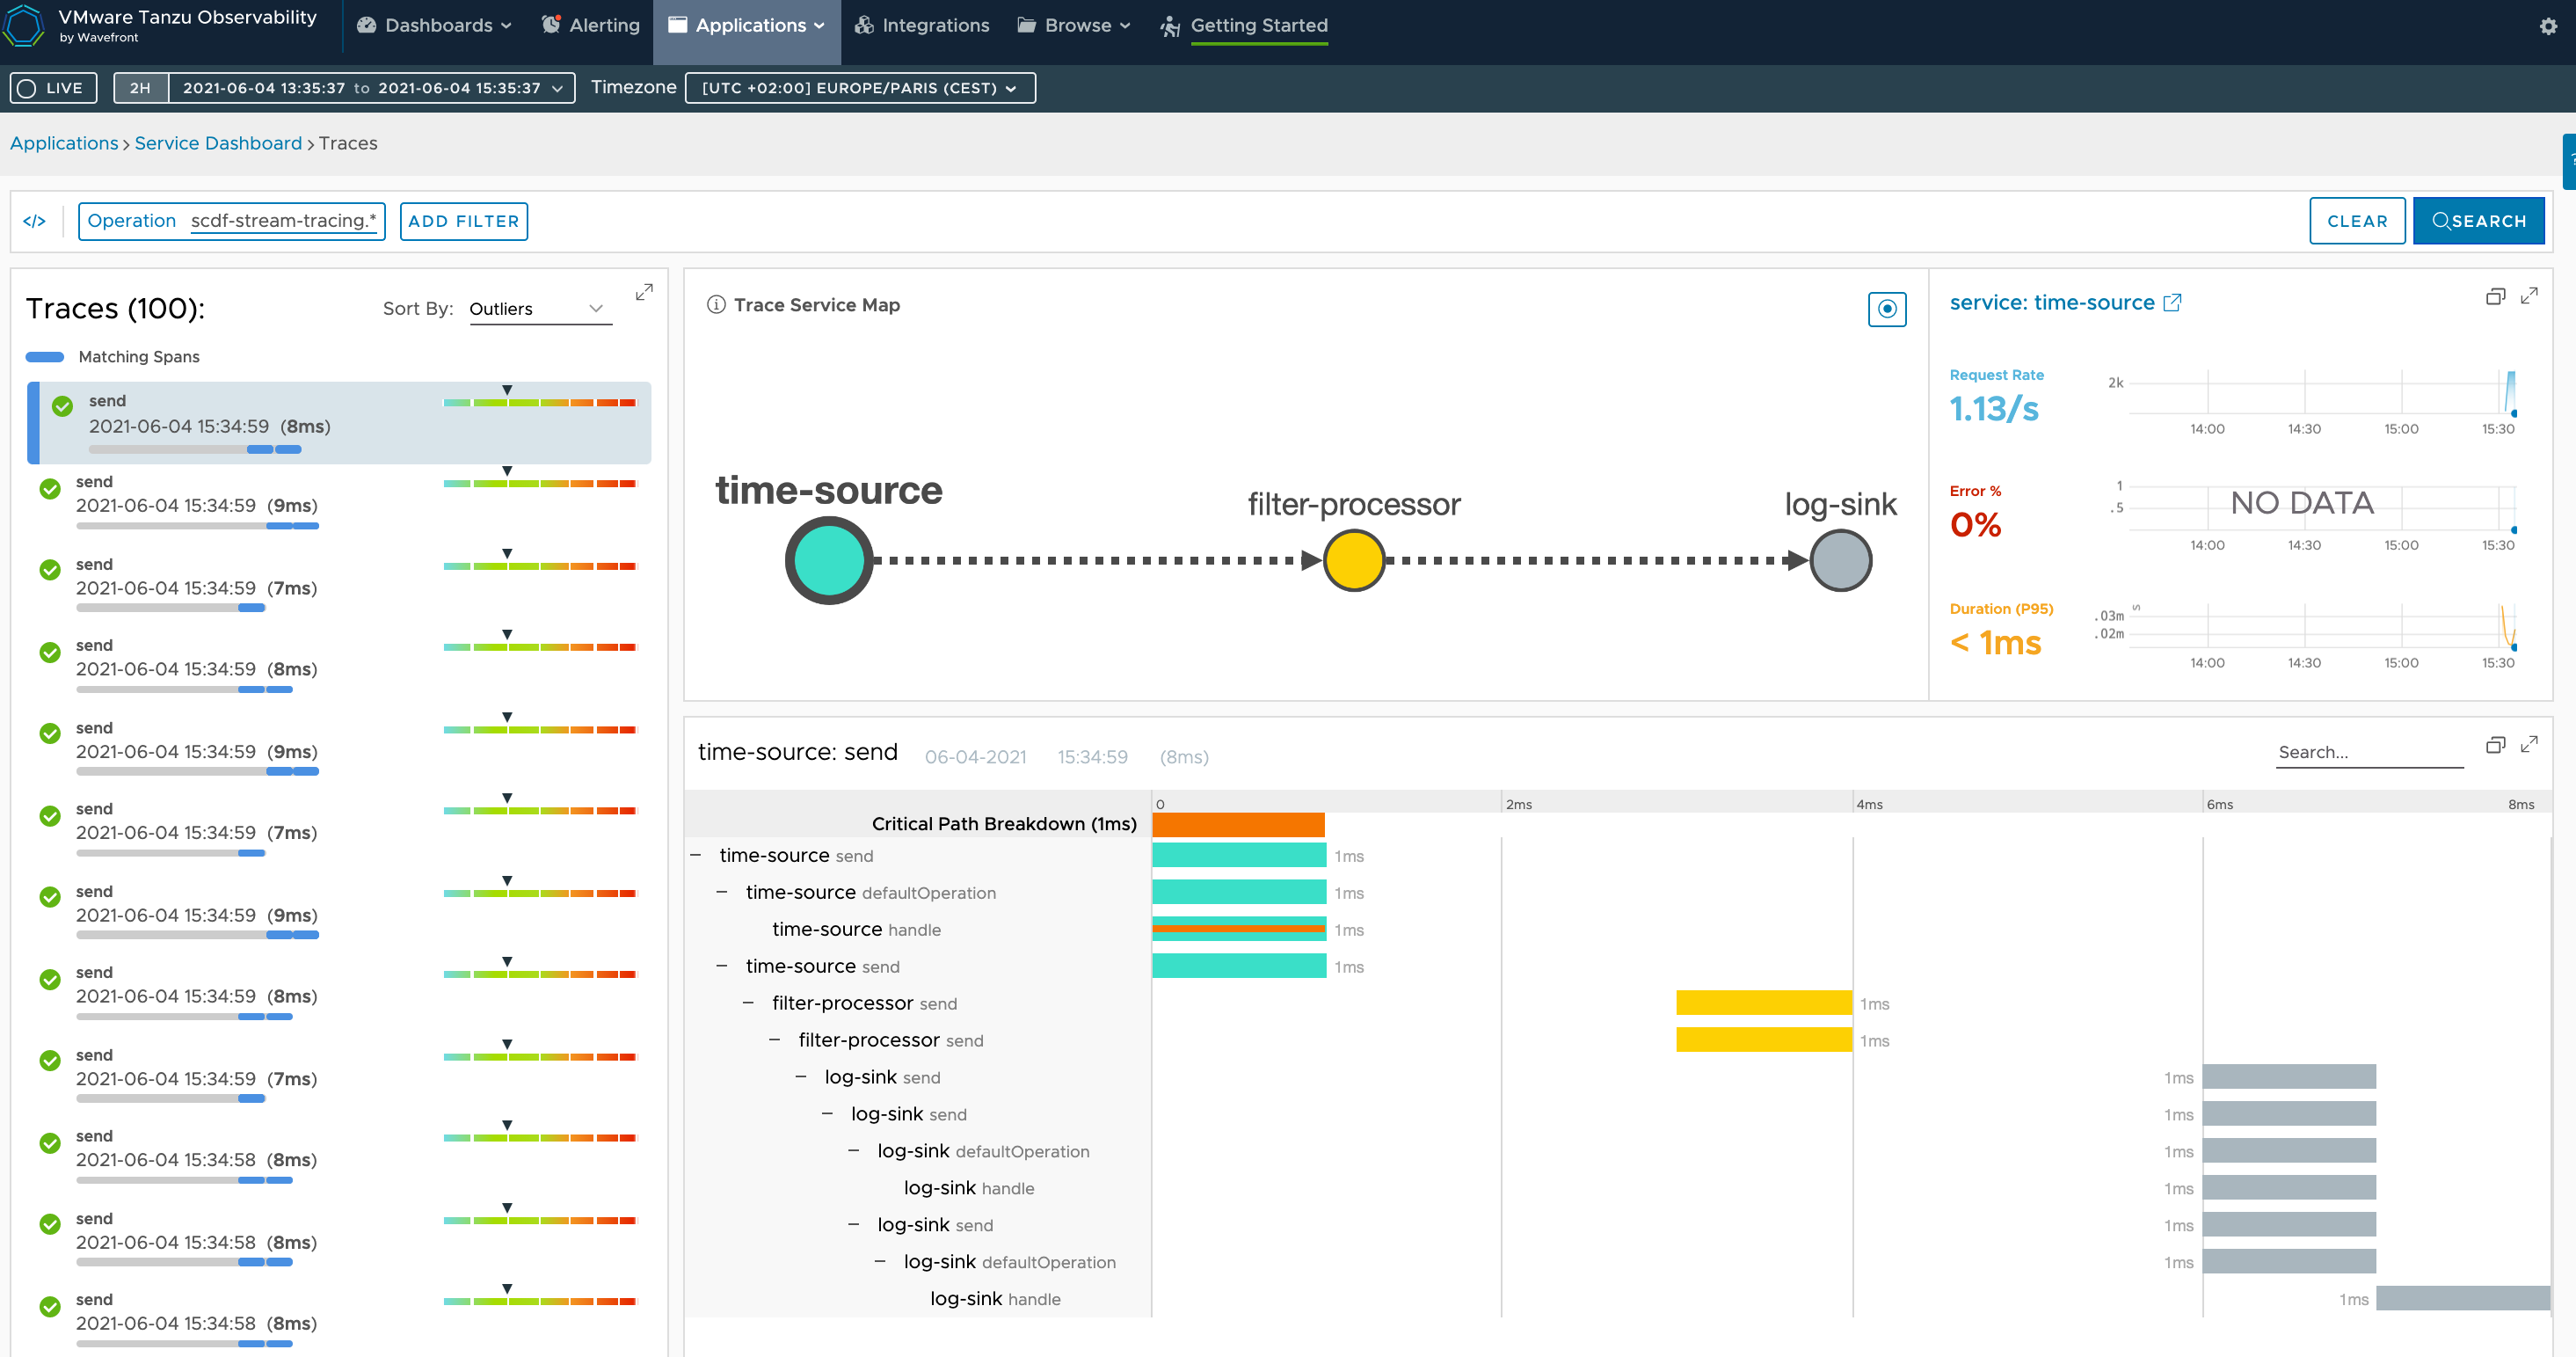 VMware Tanzu Observability
by Wavefront
Dashboards
Alerting
Applications
Integrations
Browse
Getting Started
LIVE
2H
2021-06-04 13:35:37 to 2021-06-04 15:35:37
Timezone
[UTC +02:00] EUROPE/PARIS (CEST)
Applications > Service Dashboard > Traces
?
</>
Operation scdf-stream-tracing.*
ADD FILTER
CLEAR
SEARCH
Traces (100):
Sort By: Outliers
Matching Spans
send
2021-06-04 15:34:59 (8ms)
send
2021-06-04 15:34:59 (9ms)
send
2021-06-04 15:34:59 (7ms)
send
2021-06-04 15:34:59 (8ms)
send
2021-06-04 15:34:59 (9ms)
send
2021-06-04 15:34:59 (7ms)
send
2021-06-04 15:34:59 (9ms)
send
2021-06-04 15:34:59 (8ms)
send
2021-06-04 15:34:59 (7ms)
send
2021-06-04 15:34:58 (8ms)
send
2021-06-04 15:34:58 (8ms)
send
2021-06-04 15:34:58 (8ms)
Trace Service Map
time-source
filter-processor
log-sink
service: time-source
Request Rate
1.13/s
2k
14:00 14:30 15:00 15:30
Error %
0%
1
.5
NO DATA
14:00 14:30 15:00 15:30
Duration (P95)
< 1ms
s
.03m
.02m
14:00 14:30 15:00 15:30
time-source: send 06-04-2021 15:34:59 (8ms)
Search...
0 2ms 4ms 6ms 8ms
Critical Path Breakdown (1ms)
time-source send 1ms
time-source defaultOperation 1ms
time-source handle 1ms
time-source send 1ms
filter-processor send 1ms
filter-processor send 1ms
log-sink send 1ms
log-sink send 1ms
log-sink defaultOperation 1ms
log-sink handle 1ms
log-sink send 1ms
log-sink defaultOperation 1ms
log-sink handle 1ms